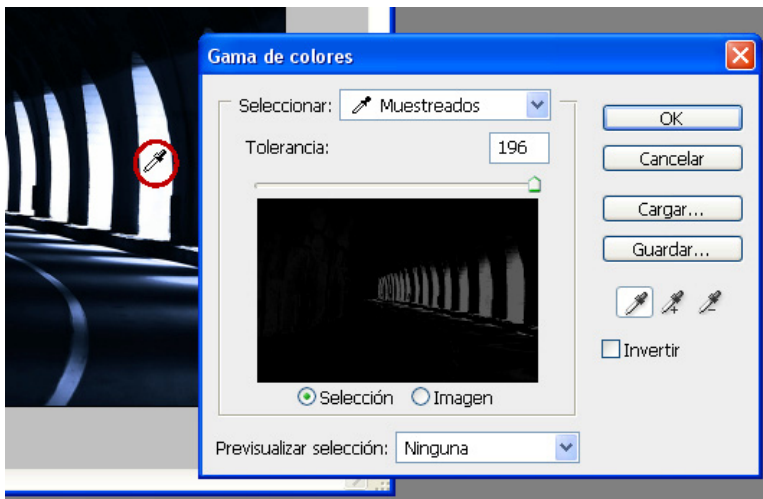 Gama de colores
Seleccionar: Muestreados
OK
Tolerancia: 196
Cancelar
Cargar...
Guardar...
Invertir
Selección Imagen
Previsualizar selección: Ninguna